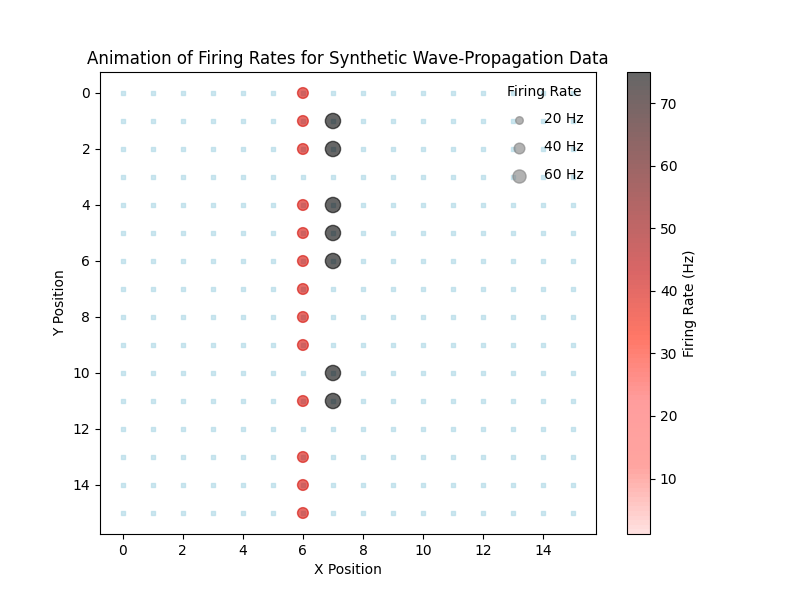 Animation of Firing Rates for Synthetic Wave-Propagation Data
Firing Rate
20 Hz
40 Hz
60 Hz
0
2
4
6
8
10
12
14
Y Position
0
2
4
6
8
10
12
14
X Position
70
60
50
40
30
20
10
Firing Rate (Hz)